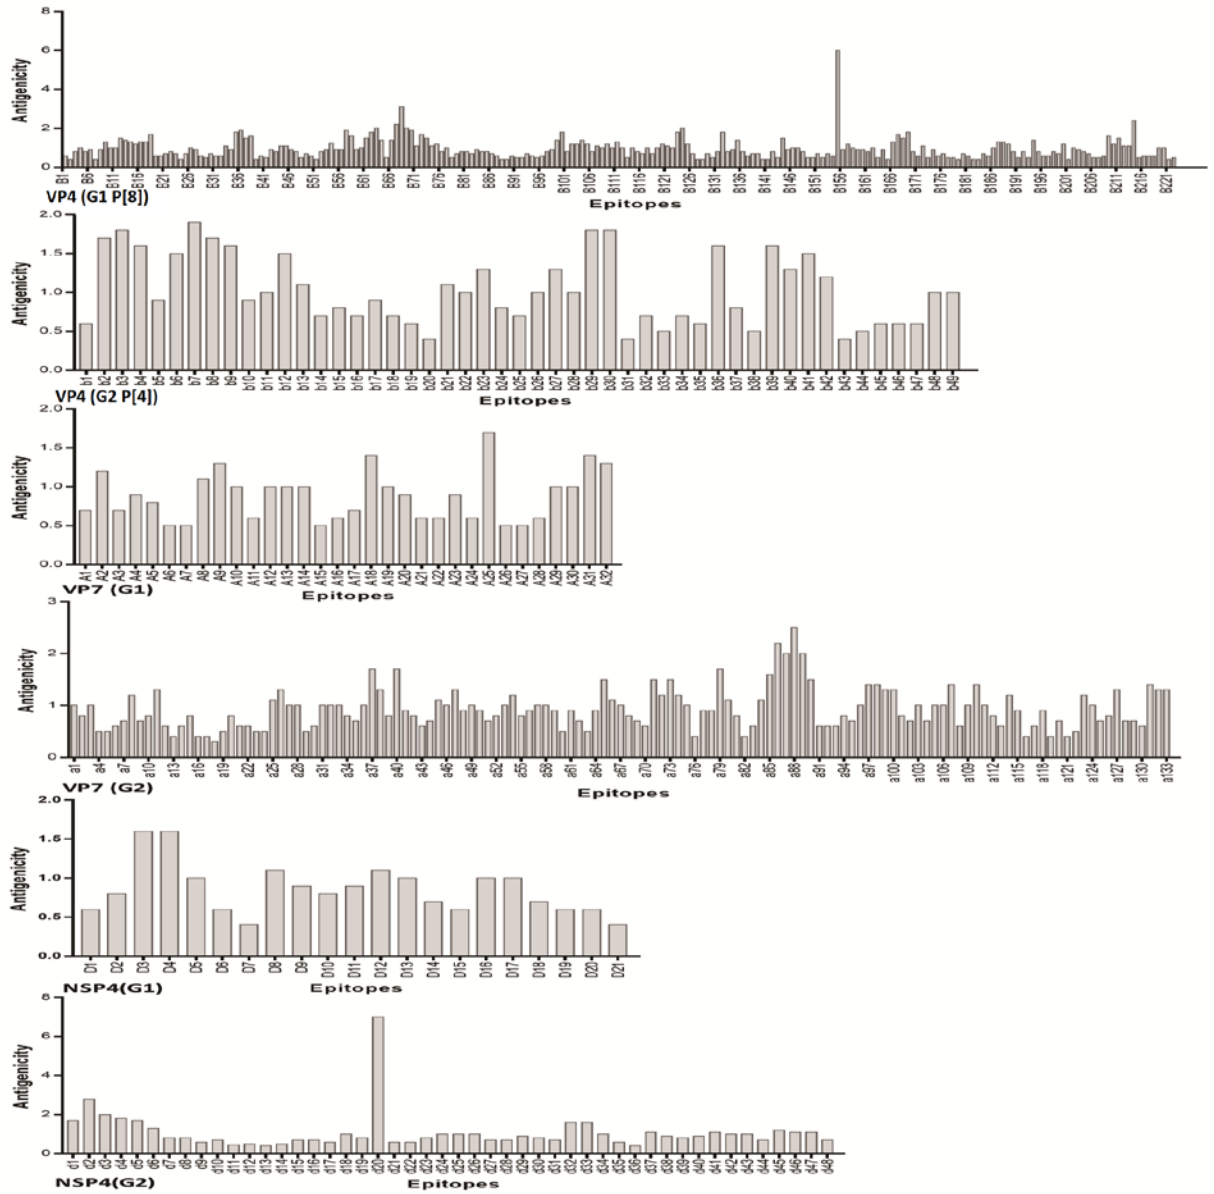 8
6
4
2
0
Antigenicity
B1 B6 B11 B16 B21 B26 B31 B36 B41 B46 B51 B56 B61 B66 B71 B76 B81 B86 B91 B96 B101 B106 B111 B116 B121 B126 B131 B136 B141 B146 B151 B156 B161 B166 B171 B176 B181 B186 B191 B196 B201 B206 B211 B216 B221
VP4 (G1 P[8])
Epitopes
2.0
1.5
1.0
0.5
0.0
Antigenicity
b1 b2 b3 b4 b5 b6 b7 b8 b9 b10 b11 b12 b13 b14 b15 b16 b17 b18 b19 b20 b21 b22 b23 b24 b25 b26 b27 b28 b29 b30 b31 b32 b33 b34 b35 b36 b37 b38 b39 b40 b41 b42 b43 b44 b45 b46 b47 b48 b49
VP4 (G2 P[4])
Epitopes
2.0
1.5
1.0
0.5
0.0
Antigenicity
A1 A2 A3 A4 A5 A6 A7 A8 A9 A10 A11 A12 A13 A14 A15 A16 A17 A18 A19 A20 A21 A22 A23 A24 A25 A26 A27 A28 A29 A30 A31 A32
VP7 (G1)
Epitopes
3
2
1
0
Antigenicity
a1 a4 a7 a10 a13 a16 a19 a22 a25 a28 a31 a34 a37 a40 a43 a46 a49 a52 a55 a58 a61 a64 a67 a70 a73 a76 a79 a82 a85 a88 a91 a94 a97 a100 a103 a106 a109 a112 a115 a118 a121 a124 a127 a130 a133
VP7 (G2)
Epitopes
2.0
1.5
1.0
0.5
0.0
Antigenicity
D1 D2 D3 D4 D5 D6 D7 D8 D9 D10 D11 D12 D13 D14 D15 D16 D17 D18 D19 D20 D21
NSP4(G1)
Epitopes
8
6
4
2
0
Antigenicity
d1 d2 d3 d4 d5 d6 d7 d8 d9 d10 d11 d12 d13 d14 d15 d16 d17 d18 d19 d20 d21 d22 d23 d24 d25 d26 d27 d28 d29 d30 d31 d32 d33 d34 d35 d36 d37 d38 d39 d40 d41 d42 d43 d44 d45 d46 d47 d48
NSP4(G2)
Epitopes